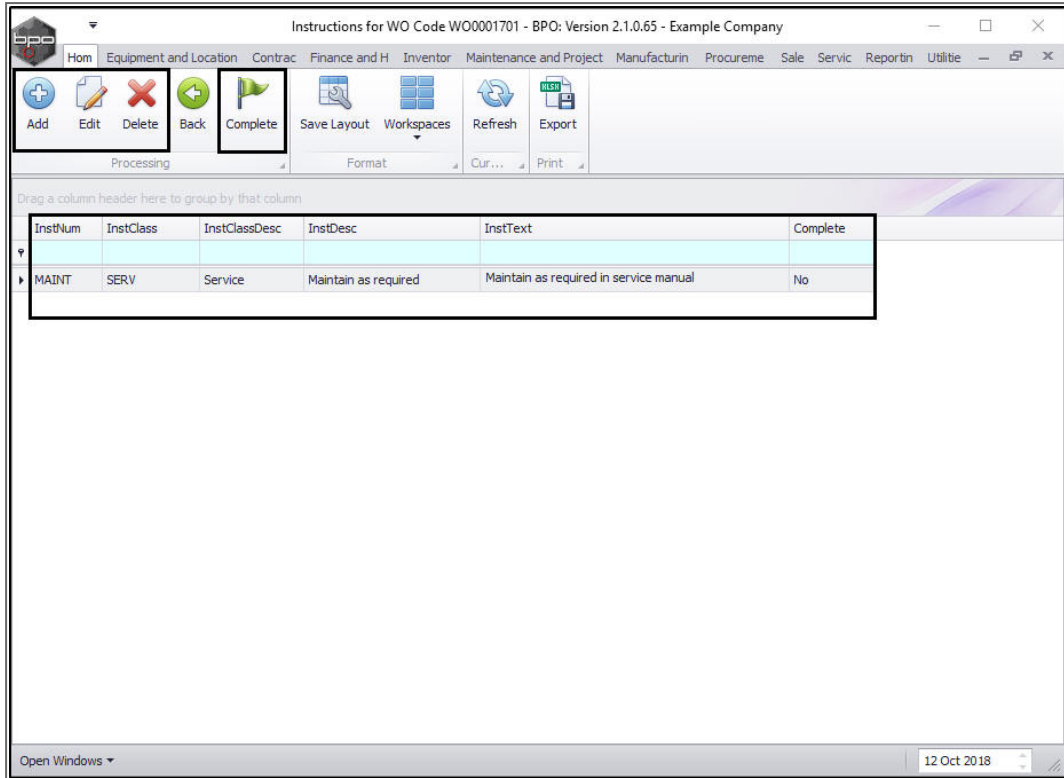 Instructions for WO Code WO0001701 - BPO: Version 2.1.0.65 - Example Company
bpo
Hom Equipment and Location Contrac Finance and H Inventor Maintenance and Project Manufacturin Procureme Sale Servic Reportin Utilitie
Add Edit Delete Back Complete Save Layout Workspaces Refresh Export
XLSX
Processing Format Cur... Print
Drag a column header here to group by that column
InstNum InstClass InstClassDesc InstDesc InstText Complete
MAINT SERV Service Maintain as required Maintain as required in service manual No
Open Windows 12 Oct 2018